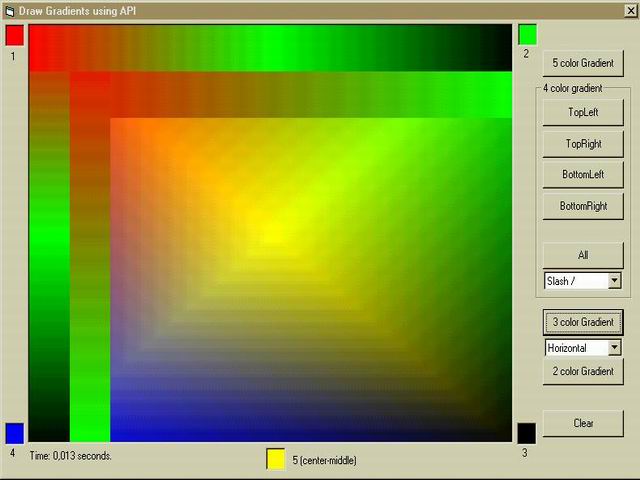 Draw Gradients using API
1
2
5 color Gradient
4 color gradient
TopLeft
TopRight
BottomLeft
BottomRight
All
Slash /
3 color Gradient
Horizontal
2 color Gradient
Clear
4
Time: 0,013 seconds.
5 (center-middle)
3